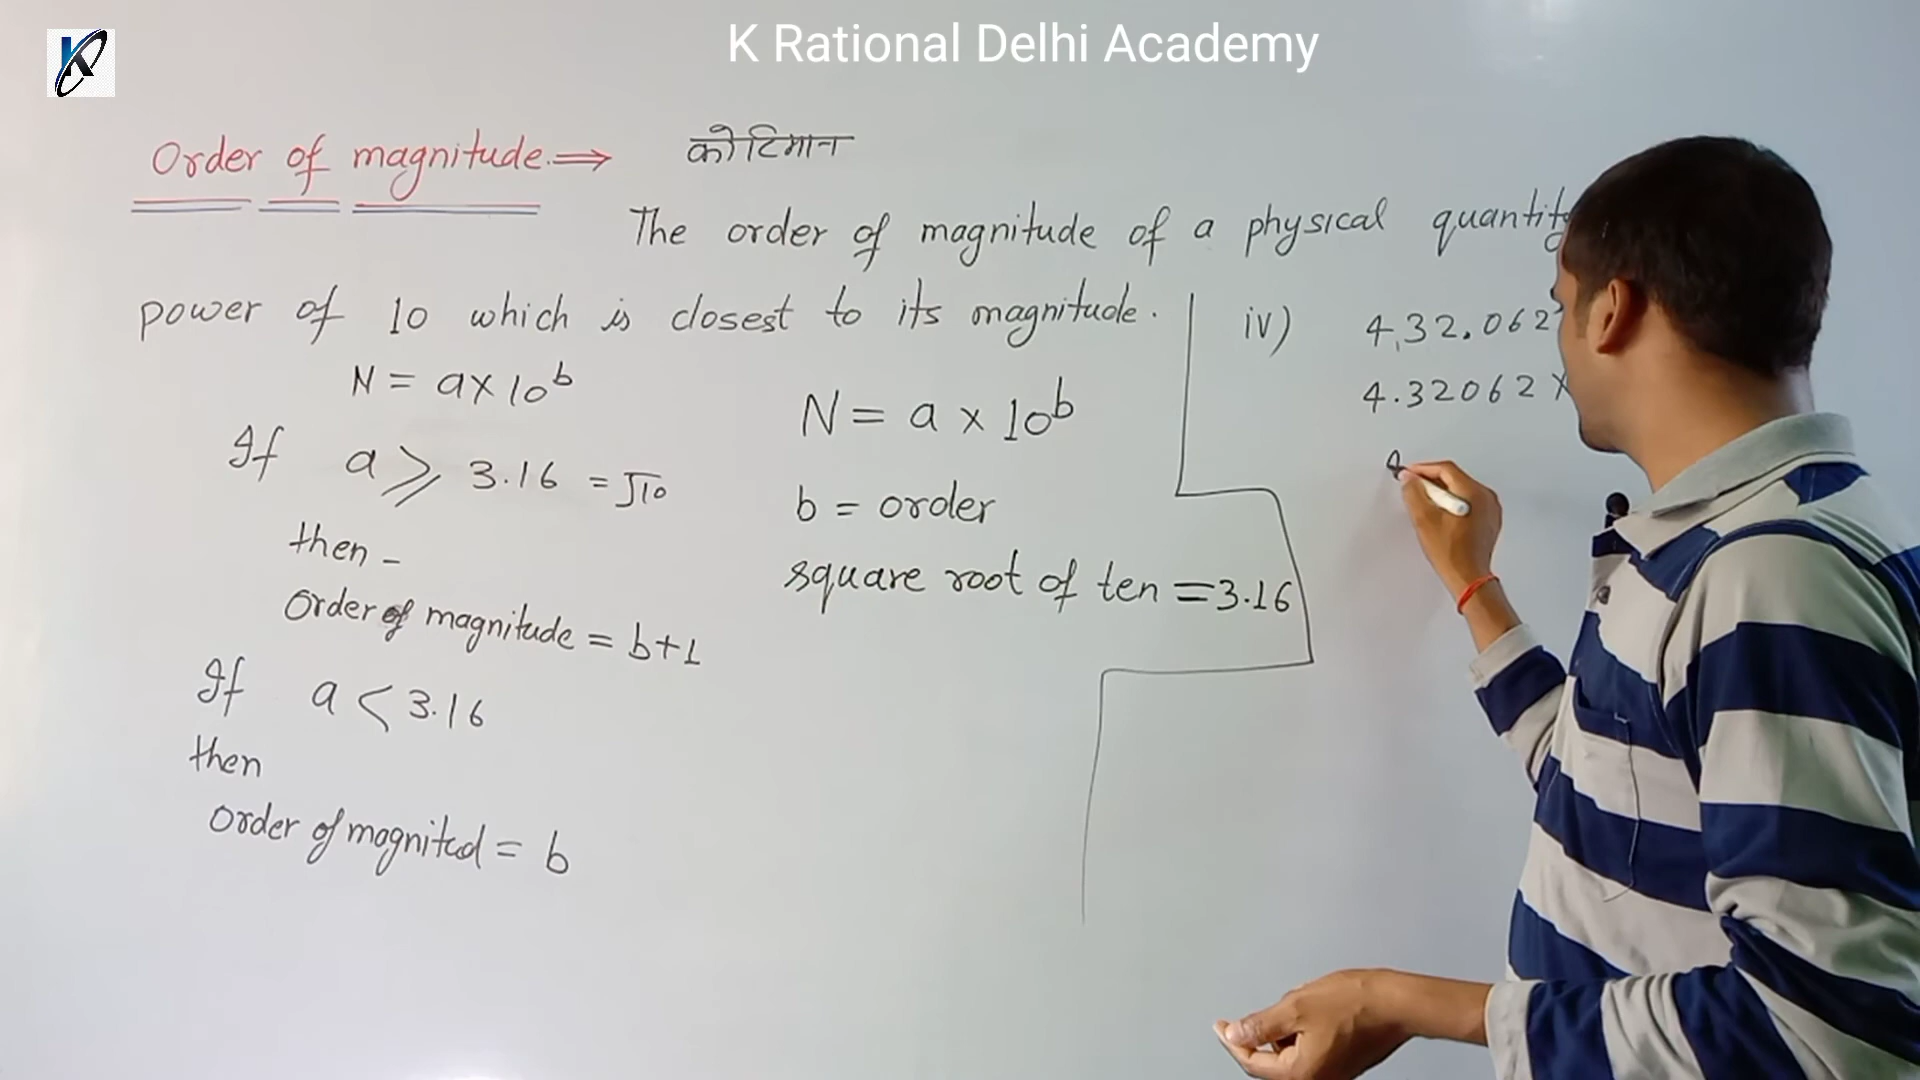 K Rational Delhi Academy
K
Order of magnitude ⇒ कोटिमान
The order of magnitude of a physical quantity
power of 10 which is closest to its magnitude.
N = a x 10^b
If a ⩾ 3.16 = √10
then -
Order of magnitude = b+1
If a < 3.16
then
Order of magnitud = b
N = a x 10^b
b = order
square root of ten = 3.16
iv) 4,32.062
4.32062 x